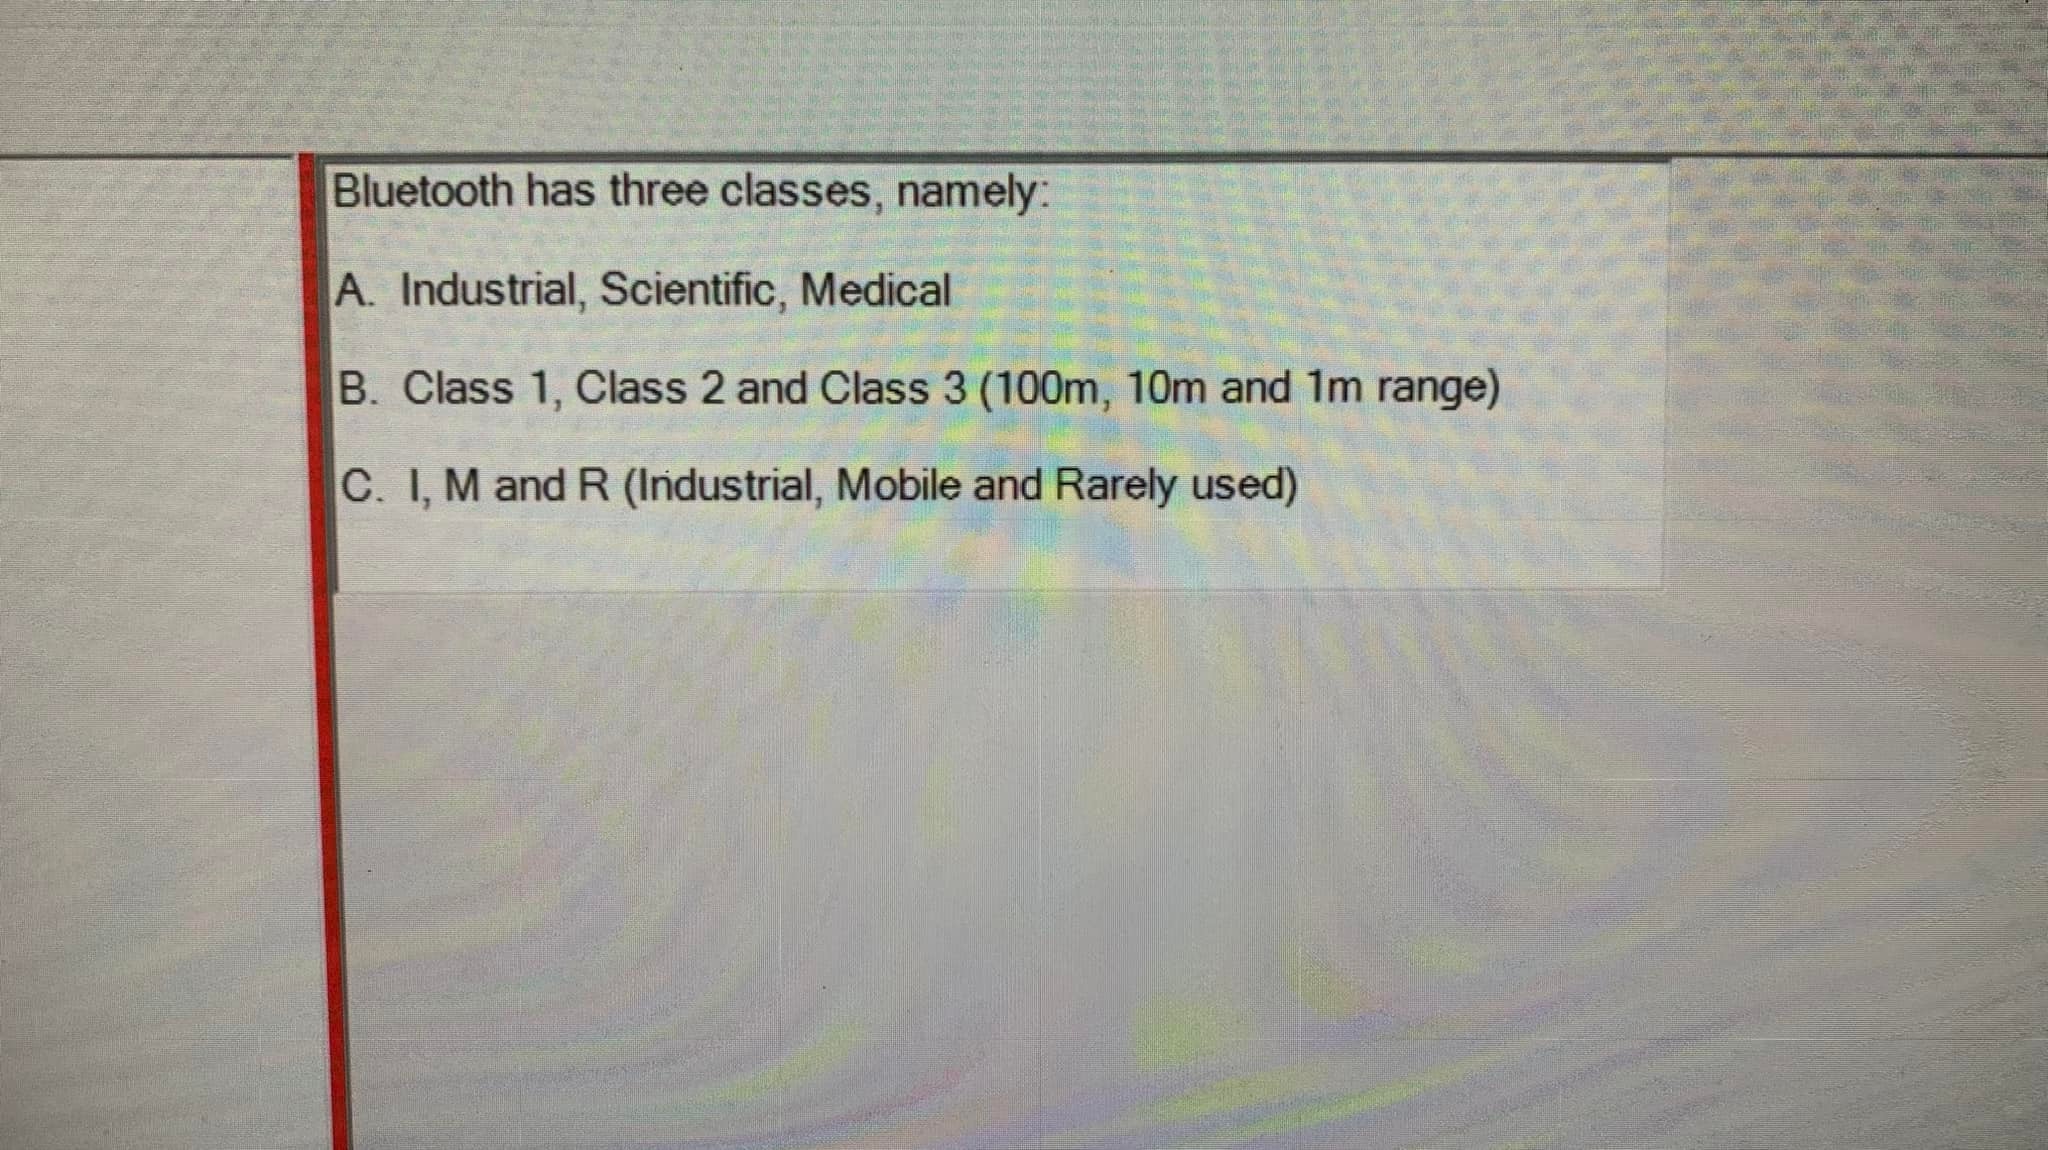 Bluetooth has three classes, namely:
A. Industrial, Scientific, Medical
B. Class 1, Class 2 and Class 3 (100m, 10m and 1m range)
C. I, M and R (Industrial, Mobile and Rarely used)